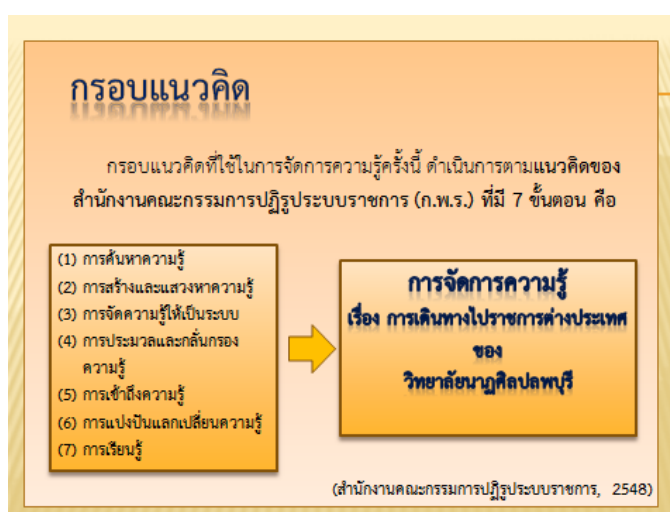 กรอบแนวคิด
กรอบแนวคิดที่ใช้ในการจัดการความรู้ครั้งนี้ ดำเนินการตามแนวคิดของ
สำนักงานคณะกรรมการปฏิรูประบบราชการ (ก.พ.ร.) ที่มี 7 ขั้นตอน คือ
(1) การค้นหาความรู้
(2) การสร้างและแสวงหาความรู้
(3) การจัดความรู้ให้เป็นระบบ
(4) การประมวลและกลั่นกรอง
ความรู้
(5) การเข้าถึงความรู้
(6) การแบ่งปันแลกเปลี่ยนความรู้
(7) การเรียนรู้
การจัดการความรู้
เรื่อง การเดินทางไปราชการต่างประเทศ
ของ
วิทยาลัยนาฏศิลปลพบุรี
(สำนักงานคณะกรรมการปฏิรูประบบราชการ, 2548)